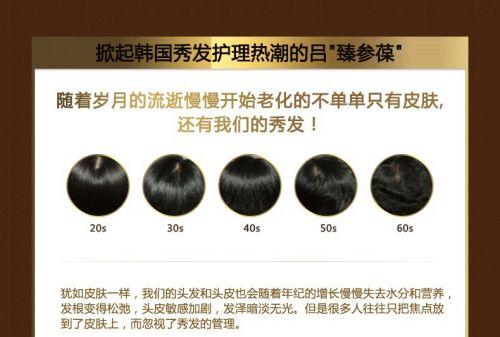 掀起韩国秀发护理热潮的吕"臻参葆"
随着岁月的流逝慢慢开始老化的不单单只有皮肤,
还有我们的秀发！
20s 30s 40s 50s 60s
犹如皮肤一样，我们的头发和头皮也会随着年纪的增长慢慢失去水分和营养，
发根变得松弛，头皮敏感加剧，发泽暗淡无光。但是很多人往往只把焦点放
到了皮肤上，而忽视了秀发的管理。